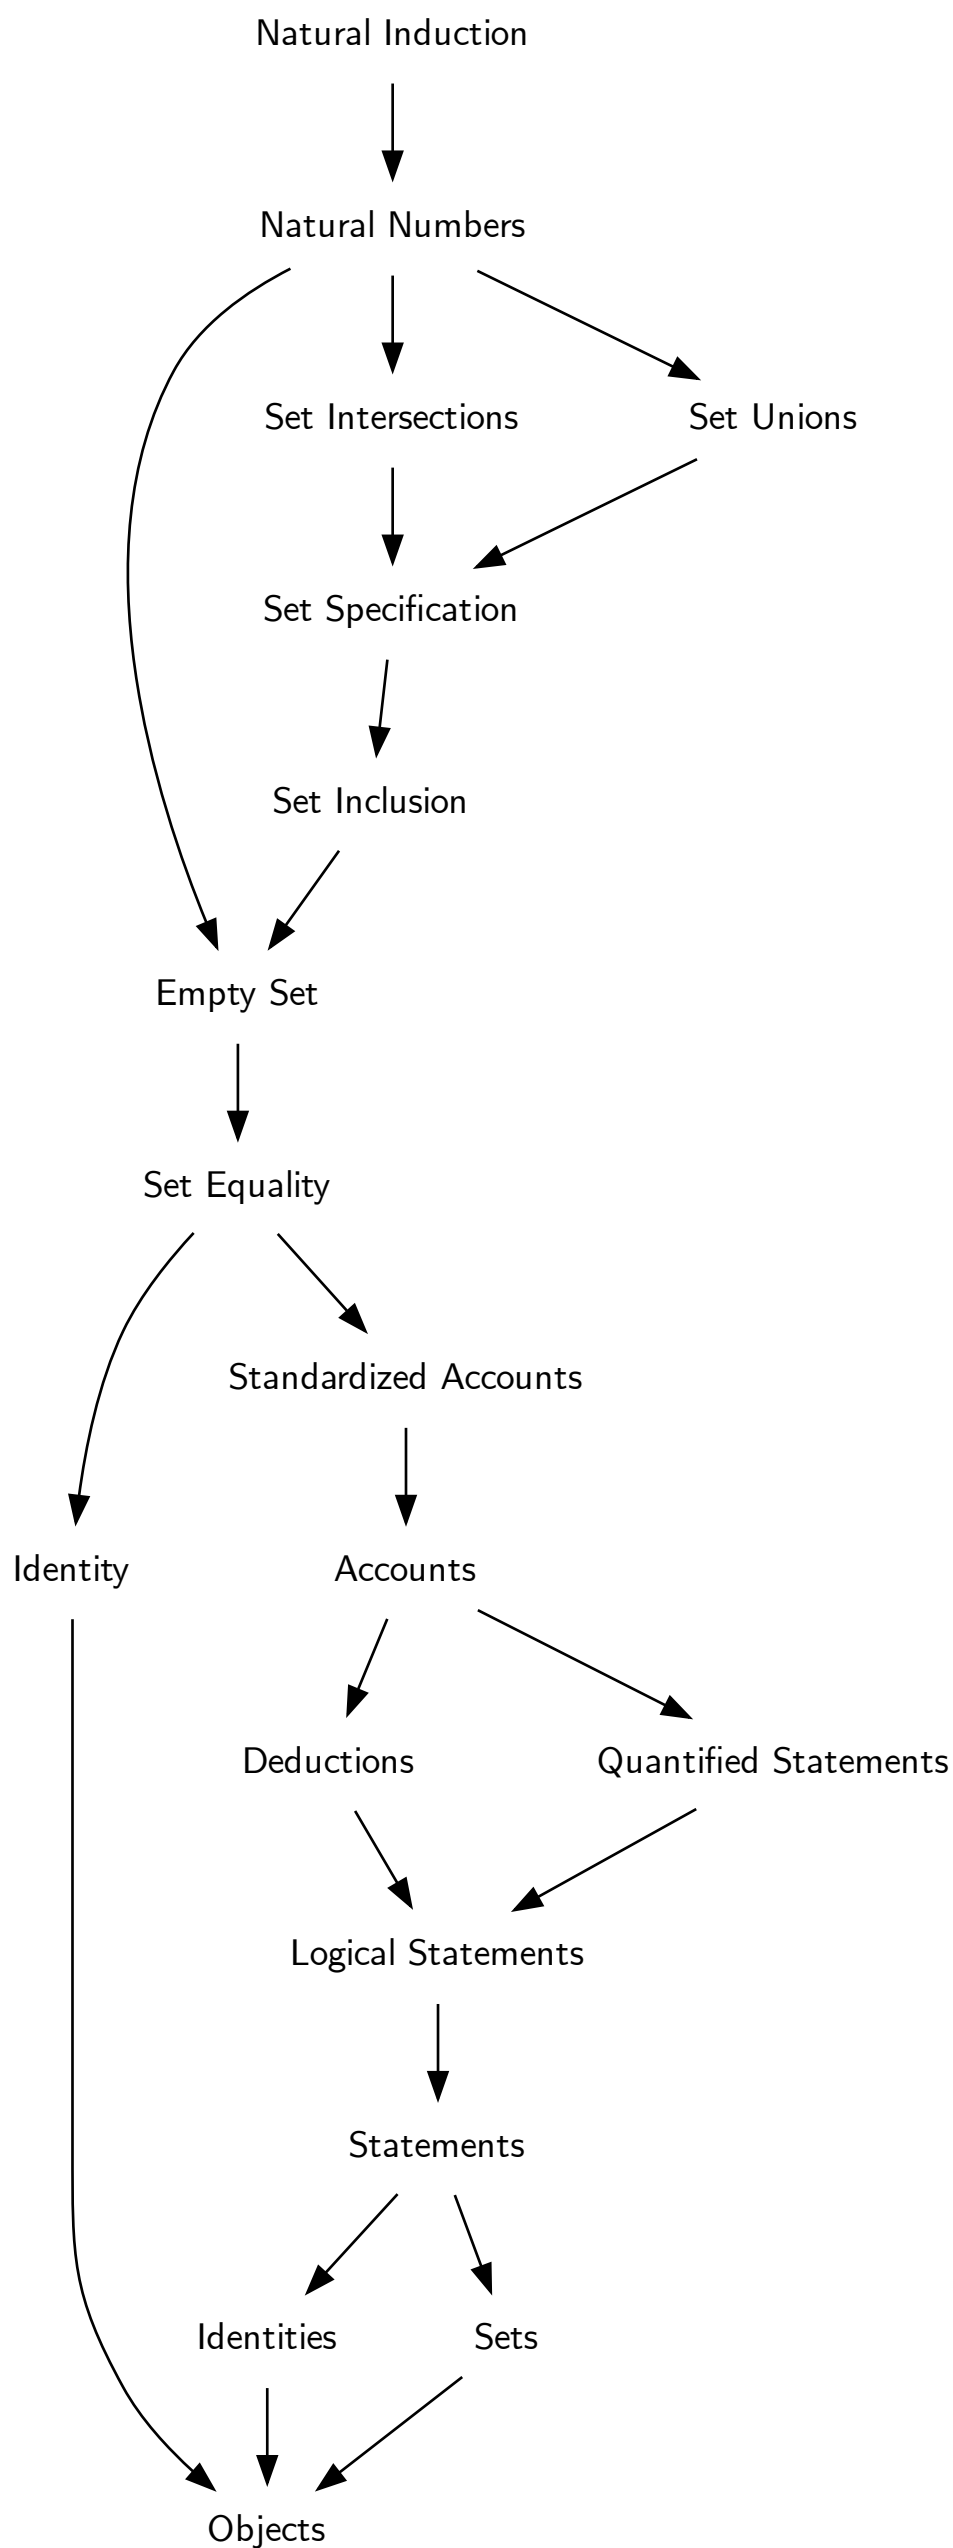 Natural Induction
Natural Numbers
Set Intersections
Set Unions
Set Specification
Set Inclusion
Empty Set
Set Equality
Standardized Accounts
Identity
Accounts
Deductions
Quantified Statements
Logical Statements
Statements
Identities
Sets
Objects